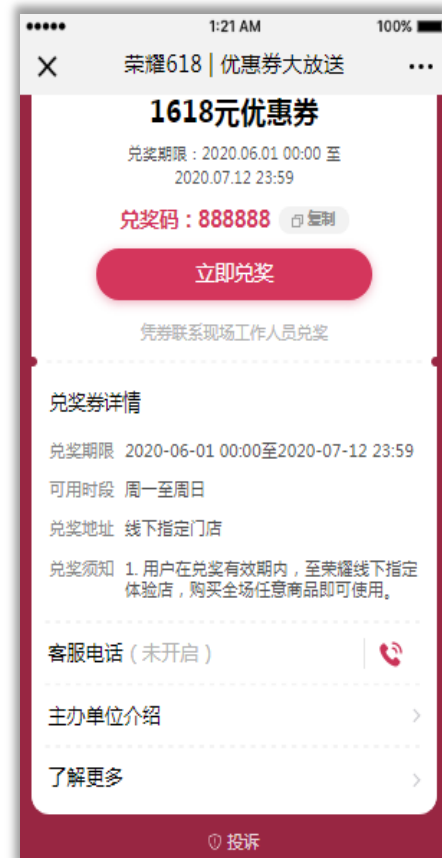 1:21 AM
100%
荣耀618 | 优惠券大放送
1618元优惠券
兑奖期限：2020.06.01 00:00 至
2020.07.12 23:59
兑奖码：888888 复制
立即兑奖
凭券联系现场工作人员兑奖
兑奖券详情
兑奖期限 2020-06-01 00:00至2020-07-12 23:59
可用时段 周一至周日
兑奖地址 线下指定门店
兑奖须知 1. 用户在兑奖有效期内，至荣耀线下指定
体验店，购买全场任意商品即可使用。
客服电话（未开启）
主办单位介绍
了解更多
投诉